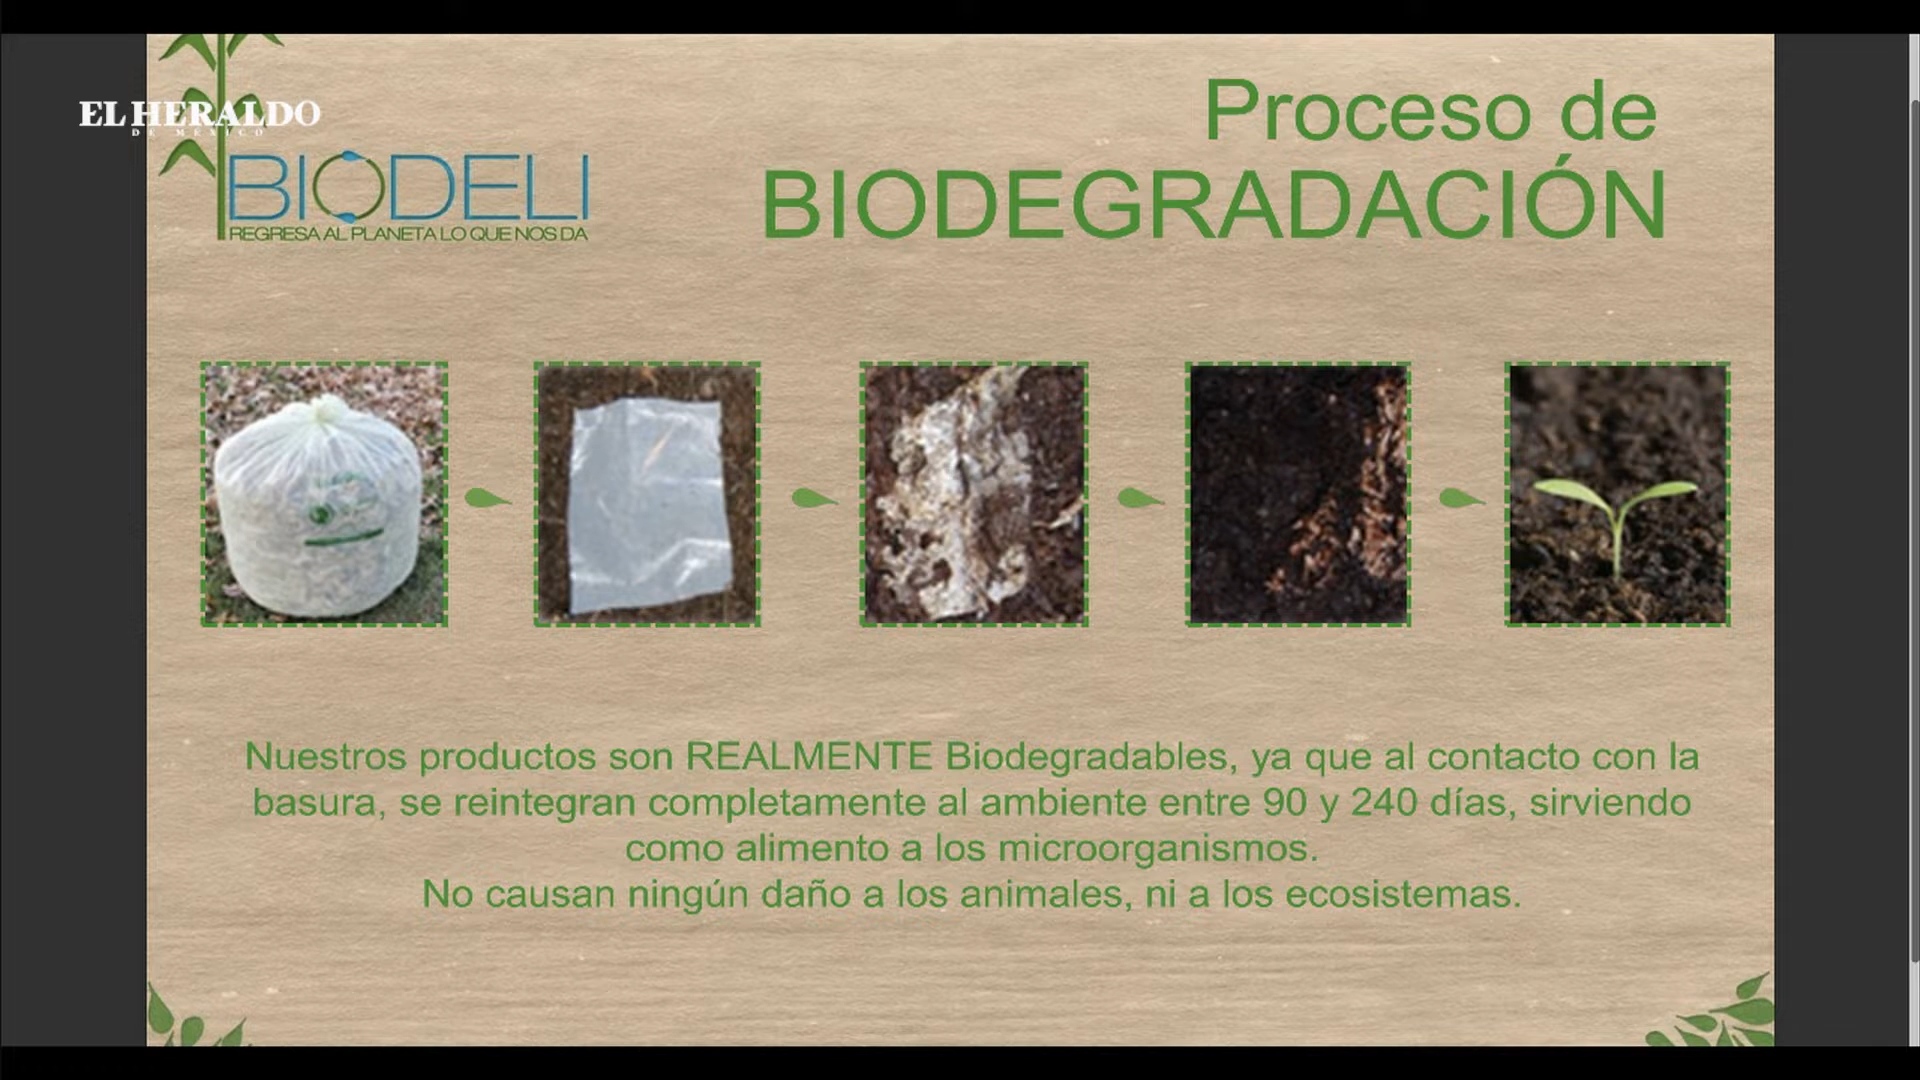 EL HERALDO
DE MÉXICO
BIODELI
REGRESA AL PLANETA LO QUE NOS DA
Proceso de
BIODEGRADACIÓN
Nuestros productos son REALMENTE Biodegradables, ya que al contacto con la
basura, se reintegran completamente al ambiente entre 90 y 240 días, sirviendo
como alimento a los microorganismos.
No causan ningún daño a los animales, ni a los ecosistemas.